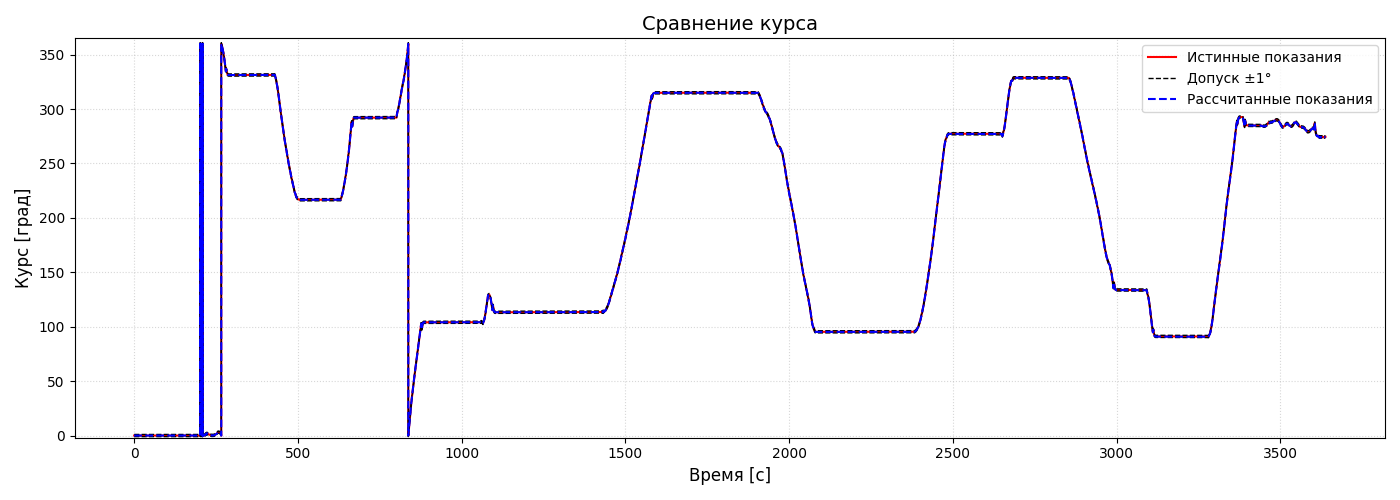 Сравнение курса
Истинные показания
Допуск ±1°
Рассчитанные показания
Курс [град]
350
300
250
200
150
100
50
0
0 500 1000 1500 2000 2500 3000 3500
Время [с]